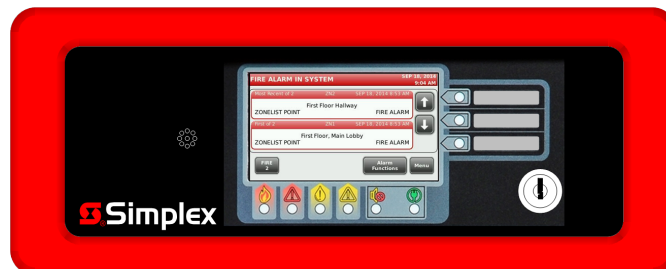 FIRE ALARM IN SYSTEM
SEP 18, 2014
9:04 AM
Most Recent of 2 ZN2 SEP 18, 2014 8:53 AM
First Floor Hallway
ZONELIST POINT FIRE ALARM
First of 2 ZN1 SEP 18, 2014 8:53 AM
First Floor, Main Lobby
ZONELIST POINT FIRE ALARM
FIRE
2
Alarm
Functions
Menu
Simplex